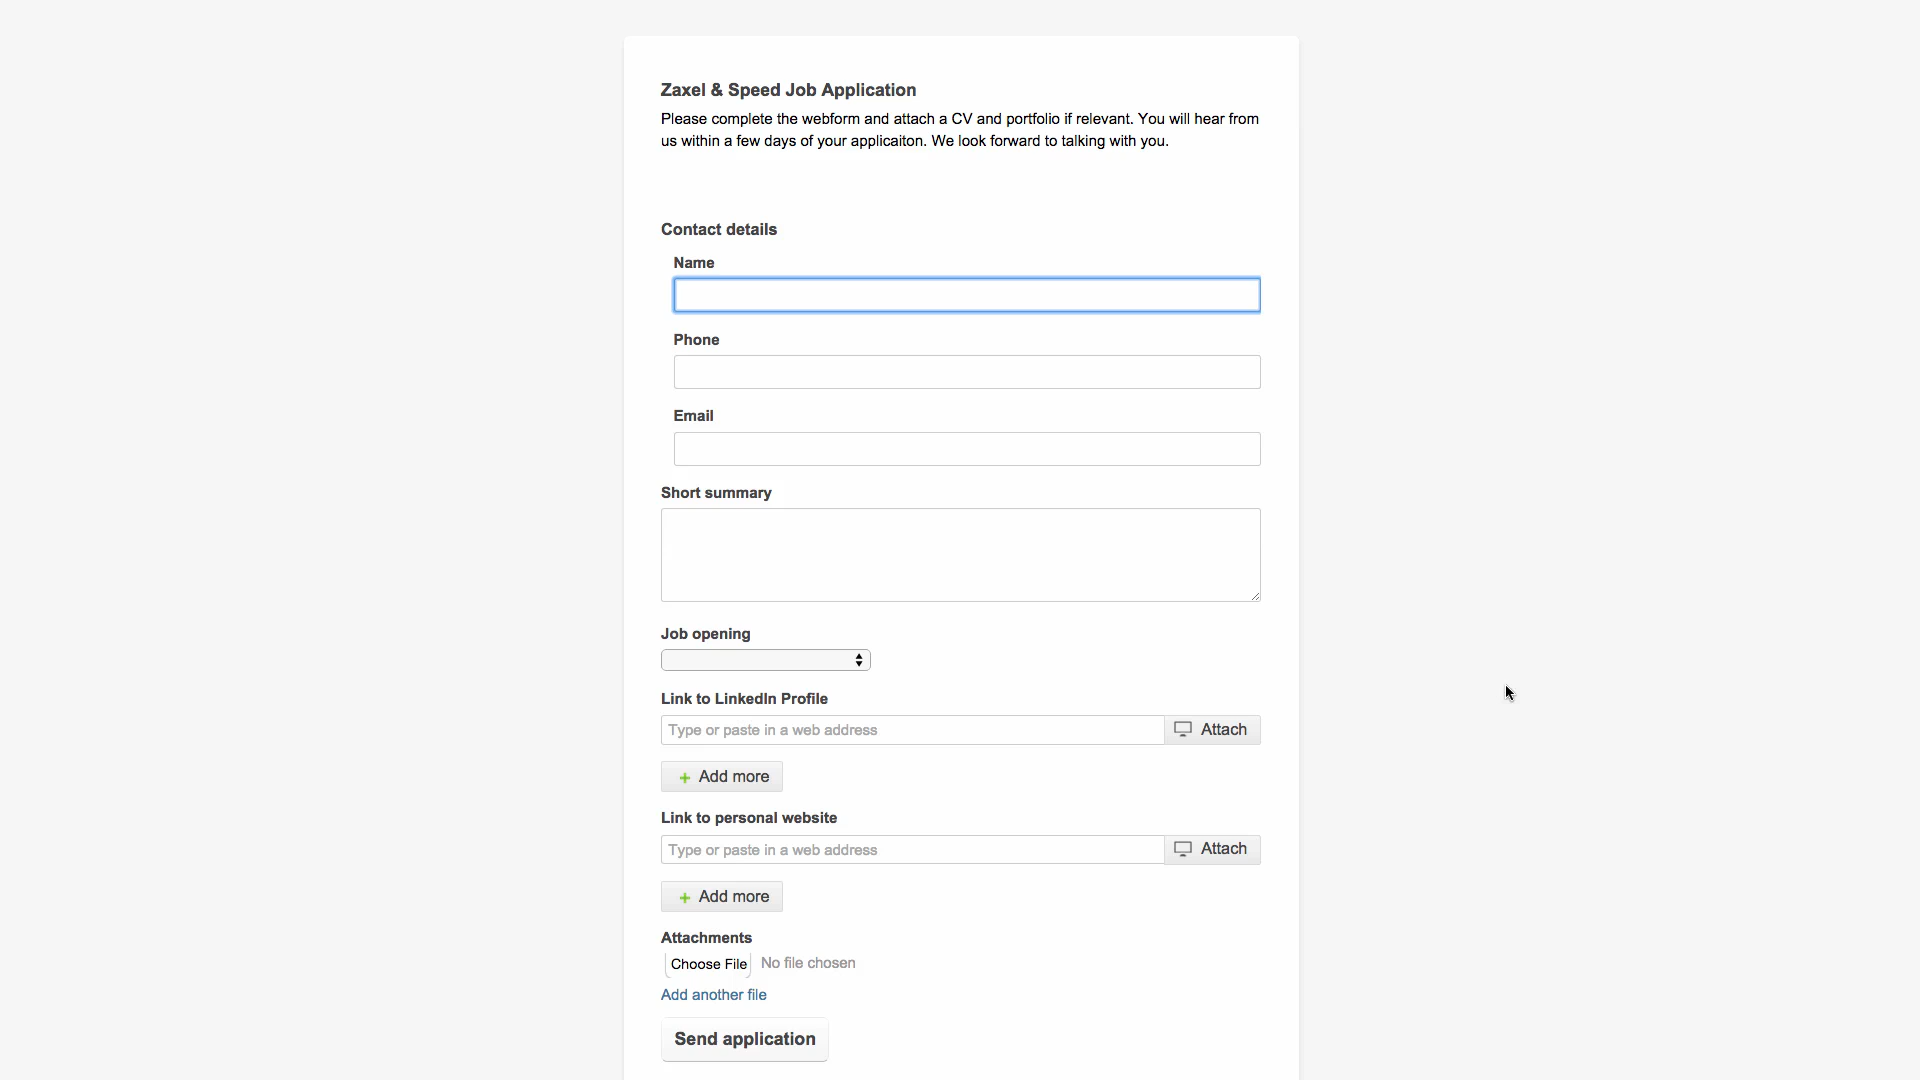 Zaxel & Speed Job Application
Please complete the webform and attach a CV and portfolio if relevant. You will hear from
us within a few days of your applicaiton. We look forward to talking with you.
Contact details
Name
Phone
Email
Short summary
Job opening
Link to LinkedIn Profile
Type or paste in a web address Attach
+ Add more
Link to personal website
Type or paste in a web address Attach
+ Add more
Attachments
Choose File No file chosen
Add another file
Send application